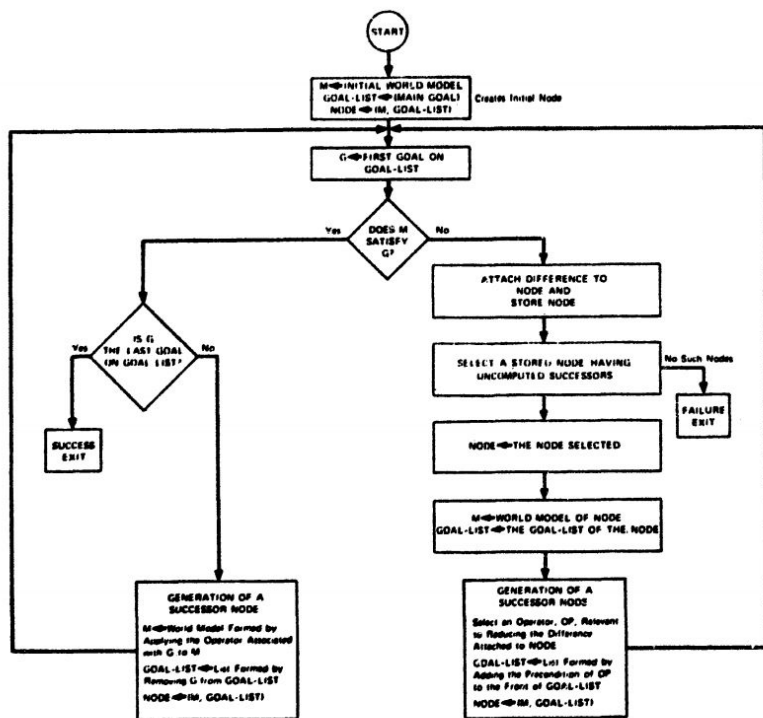 START
M⇐INITIAL WORLD MODEL
GOAL-LIST⇐(MAIN GOAL)
NODE⇐(M, GOAL-LIST)
Creates Initial Node
G⇐FIRST GOAL ON
GOAL-LIST
Yes
DOES M
SATISFY
G?
No
ATTACH DIFFERENCE TO
NODE AND
STORE NODE
Yes
IS G
THE LAST GOAL
ON GOAL LIST?
No
SELECT A STORED NODE HAVING
UNCOMPUTED SUCCESSORS
No Such Nodes
SUCCESS
EXIT
FAILURE
EXIT
NODE⇐THE NODE SELECTED
M⇐WORLD MODEL OF NODE
GOAL-LIST⇐THE GOAL-LIST OF THE NODE
GENERATION OF A
SUCCESSOR NODE
M⇐World Model Formed by
Applying the Operator Associated
with G to M
GOAL-LIST⇐List Formed by
Removing G from GOAL-LIST
NODE⇐(M, GOAL-LIST)
GENERATION OF A
SUCCESSOR NODE
Select an Operator, OP, Relevant
to Reducing the Difference
Attached to NODE
GOAL-LIST⇐List Formed by
Adding the Precondition of OP
to the Front of GOAL-LIST
NODE⇐(M, GOAL-LIST)